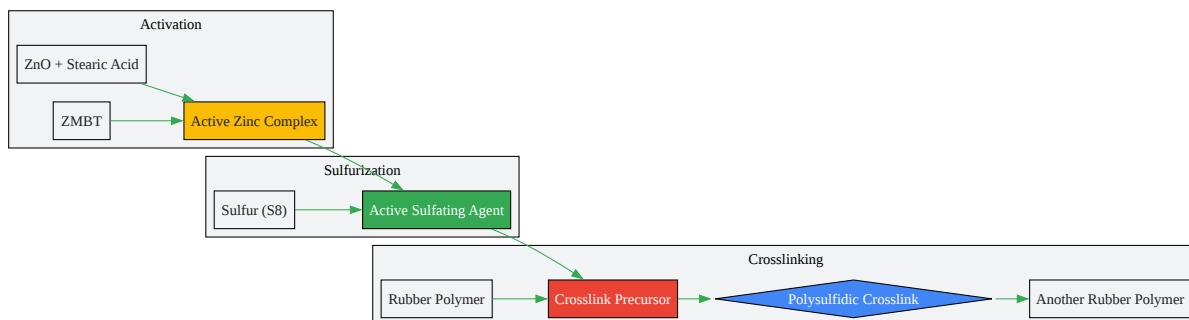 Activation
ZnO + Stearic Acid
ZMBT
Active Zinc Complex
Sulfurization
Sulfur (S8)
Active Sulfating Agent
Crosslinking
Rubber Polymer
Crosslink Precursor
Polysulfidic Crosslink
Another Rubber Polymer